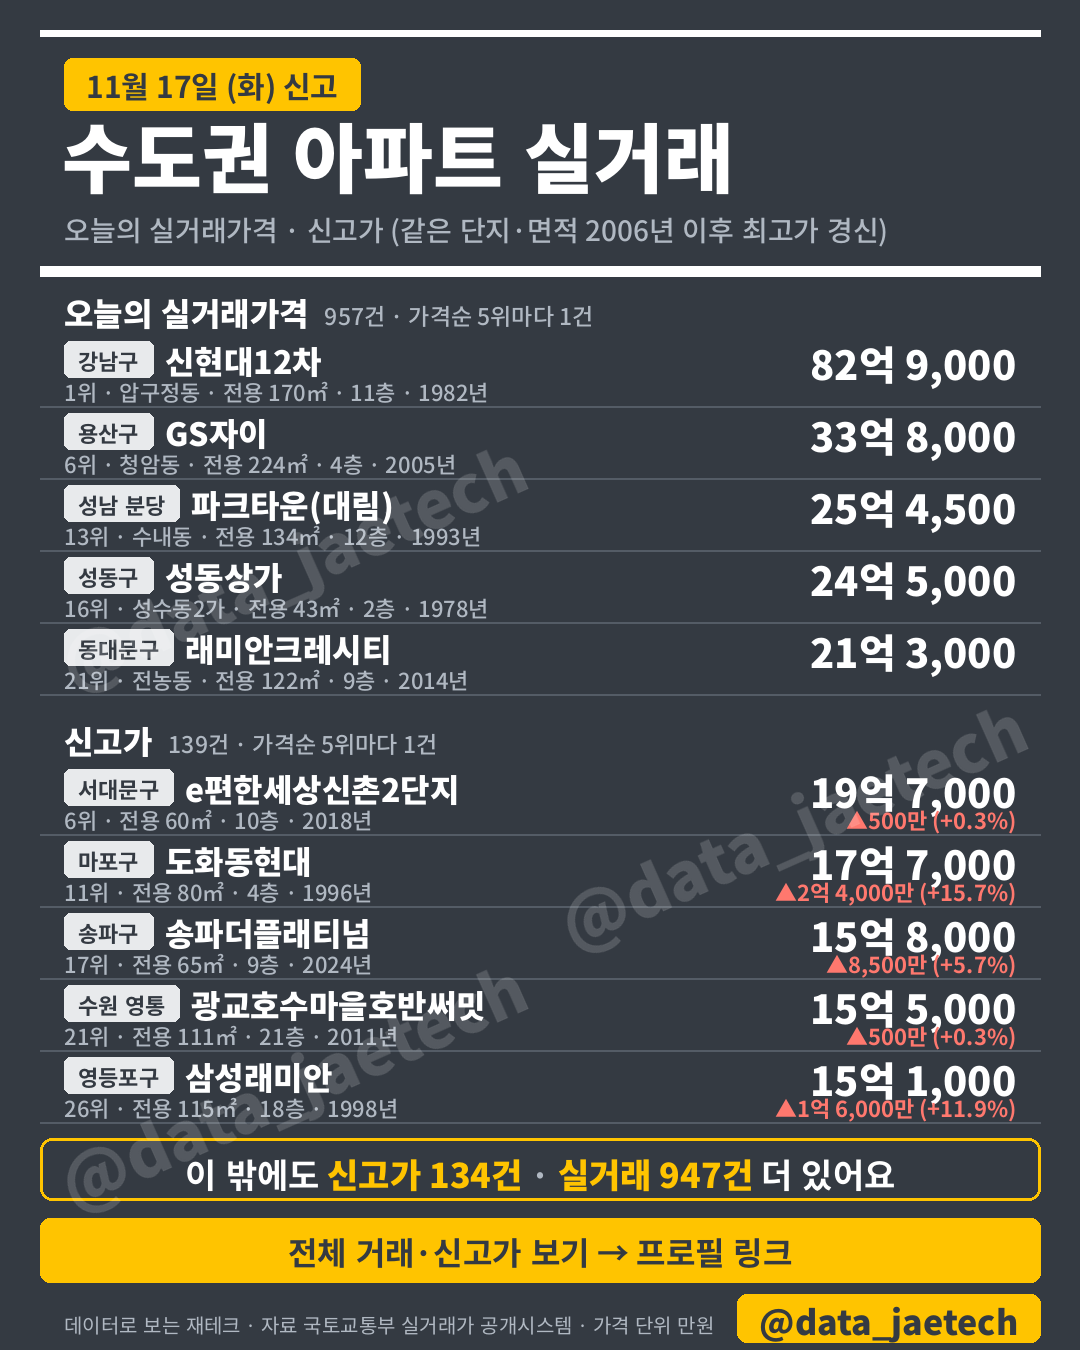 11월 17일 (화) 신고
수도권 아파트 실거래
오늘의 실거래가격 · 신고가 (같은 단지·면적 2006년 이후 최고가 경신)
오늘의 실거래가격 957건 · 가격순 5위마다 1건
강남구 신현대12차 82억 9,000
1위 · 압구정동 · 전용 170㎡ · 11층 · 1982년
용산구 GS자이 33억 8,000
6위 · 청암동 · 전용 224㎡ · 4층 · 2005년
성남 분당 파크타운(대림) 25억 4,500
13위 · 수내동 · 전용 134㎡ · 12층 · 1993년
성동구 성동상가 24억 5,000
16위 · 성수동2가 · 전용 43㎡ · 2층 · 1978년
동대문구 래미안크레시티 21억 3,000
21위 · 전농동 · 전용 122㎡ · 9층 · 2014년
신고가 139건 · 가격순 5위마다 1건
서대문구 e편한세상신촌2단지 19억 7,000
6위 · 전용 60㎡ · 10층 · 2018년 ▲500만 (+0.3%)
마포구 도화동현대 17억 7,000
11위 · 전용 80㎡ · 4층 · 1996년 ▲2억 4,000만 (+15.7%)
송파구 송파더플래티넘 15억 8,000
17위 · 전용 65㎡ · 9층 · 2024년 ▲8,500만 (+5.7%)
수원 영통 광교호수마을호반써밋 15억 5,000
21위 · 전용 111㎡ · 21층 · 2011년 ▲500만 (+0.3%)
영등포구 삼성래미안 15억 1,000
26위 · 전용 115㎡ · 18층 · 1998년 ▲1억 6,000만 (+11.9%)
이 밖에도 신고가 134건 · 실거래 947건 더 있어요
전체 거래·신고가 보기 → 프로필 링크
데이터로 보는 재테크 · 자료 국토교통부 실거래가 공개시스템 · 가격 단위 만원 @data_jaetech
@data_jaetech
@data_jaetech
@data_jaetech